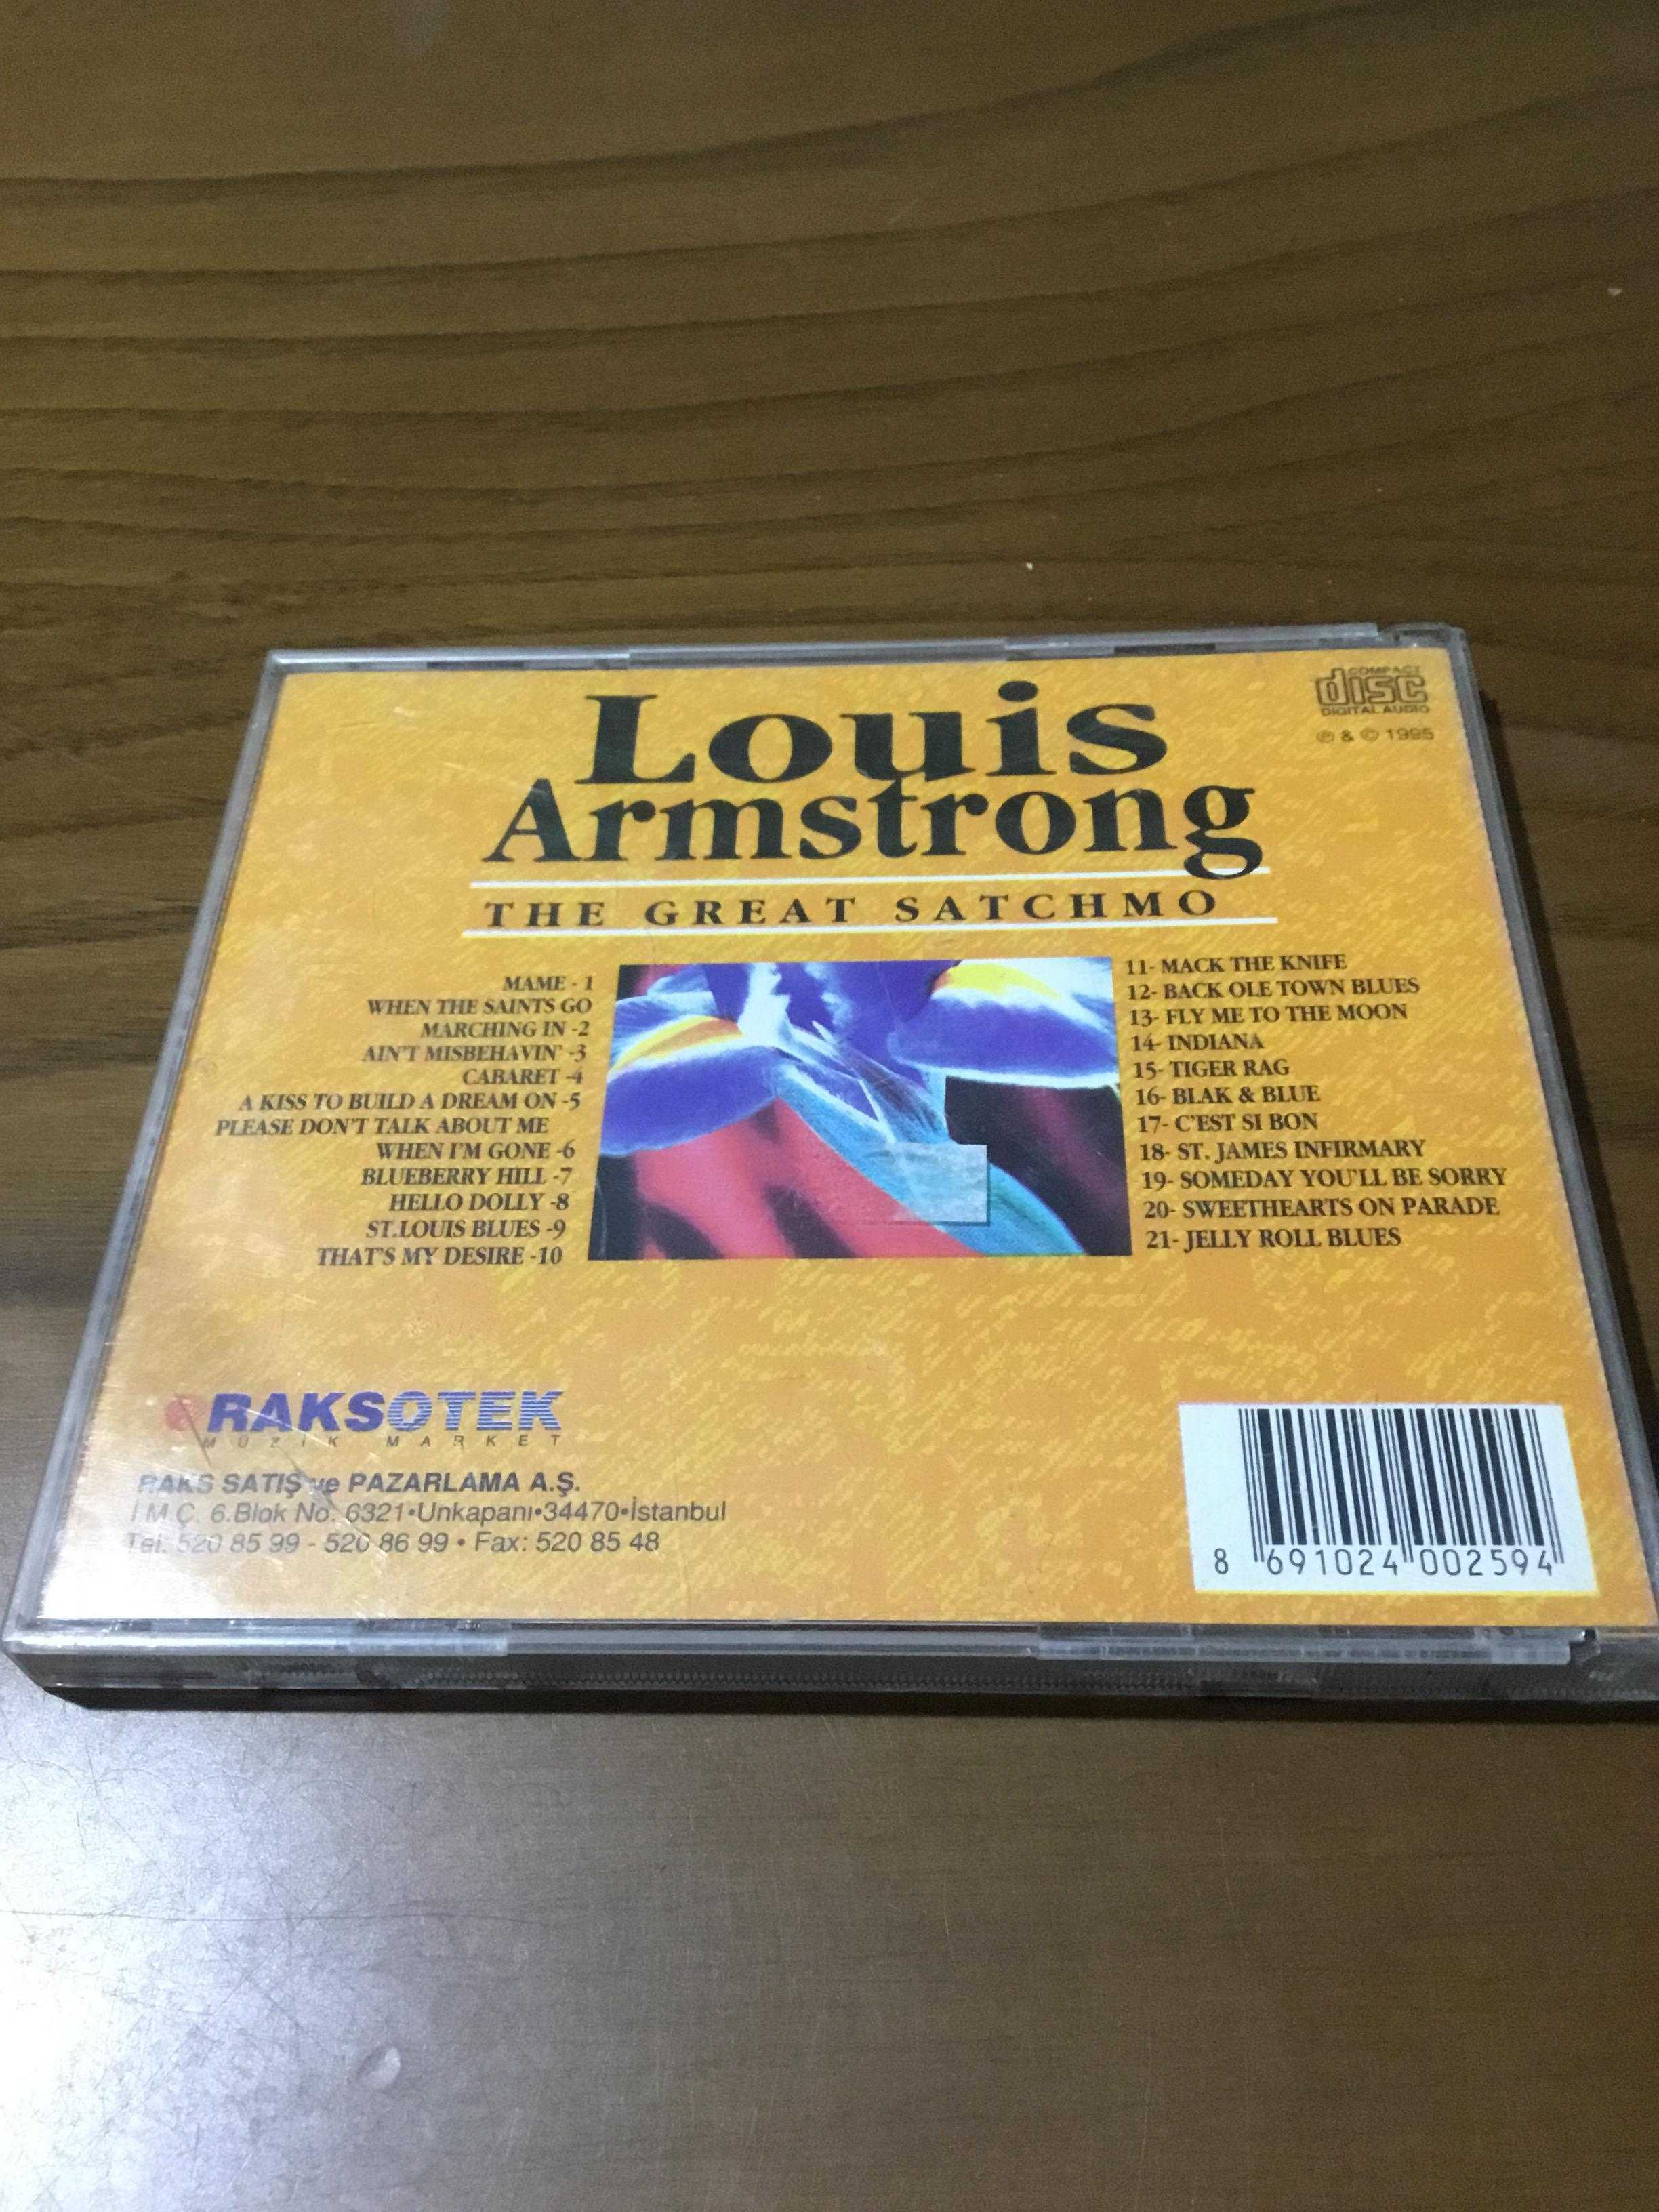 COMPACT
disc
DIGITAL AUDIO
℗ & © 1995
Louis
Armstrong
THE GREAT SATCHMO
MAME - 1
WHEN THE SAINTS GO
MARCHING IN -2
AIN'T MISBEHAVIN' -3
CABARET -4
A KISS TO BUILD A DREAM ON -5
PLEASE DON'T TALK ABOUT ME
WHEN I'M GONE -6
BLUEBERRY HILL -7
HELLO DOLLY -8
ST.LOUIS BLUES -9
THAT'S MY DESIRE -10
11- MACK THE KNIFE
12- BACK OLE TOWN BLUES
13- FLY ME TO THE MOON
14- INDIANA
15- TIGER RAG
16- BLAK & BLUE
17- C'EST SI BON
18- ST. JAMES INFIRMARY
19- SOMEDAY YOU'LL BE SORRY
20- SWEETHEARTS ON PARADE
21- JELLY ROLL BLUES
RAKSOTEK
MÜZİK MARKET
RAKS SATIŞ ve PAZARLAMA A.Ş.
İ.M.Ç. 6.Blok No. 6321•Unkapanı•34470•İstanbul
Tel: 520 85 99 - 520 86 99 • Fax: 520 85 48
8 691024 002594